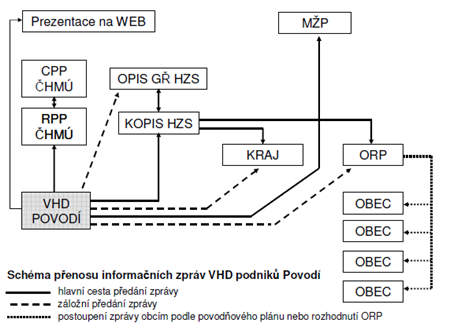 Prezentace na WEB
MŽP
CPP
ČHMÚ
OPIS GŘ HZS
RPP
ČHMÚ
KOPIS HZS
KRAJ
ORP
VHD
POVODÍ
OBEC
OBEC
OBEC
OBEC
Schéma přenosu informačních zpráv VHD podniků Povodí
hlavní cesta předání zprávy
záložní předání zprávy
postoupení zprávy obcím podle povodňového plánu nebo rozhodnutí ORP